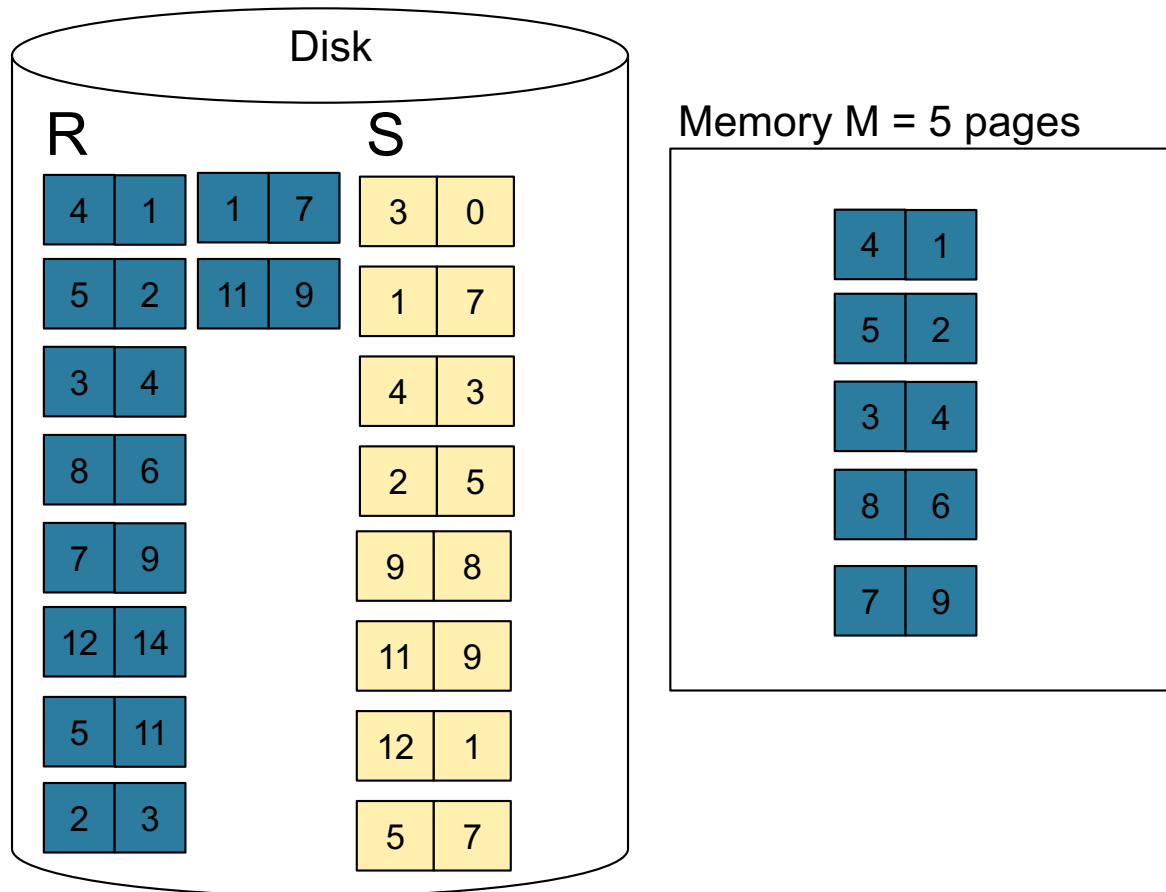 Disk
Memory M = 5 pages
R S
4 1 1 7 3 0
4 1
5 2 11 9 1 7
5 2
3 4 4 3
3 4
8 6 2 5
8 6
7 9 9 8
7 9
12 14 11 9
5 11 12 1
2 3 5 7